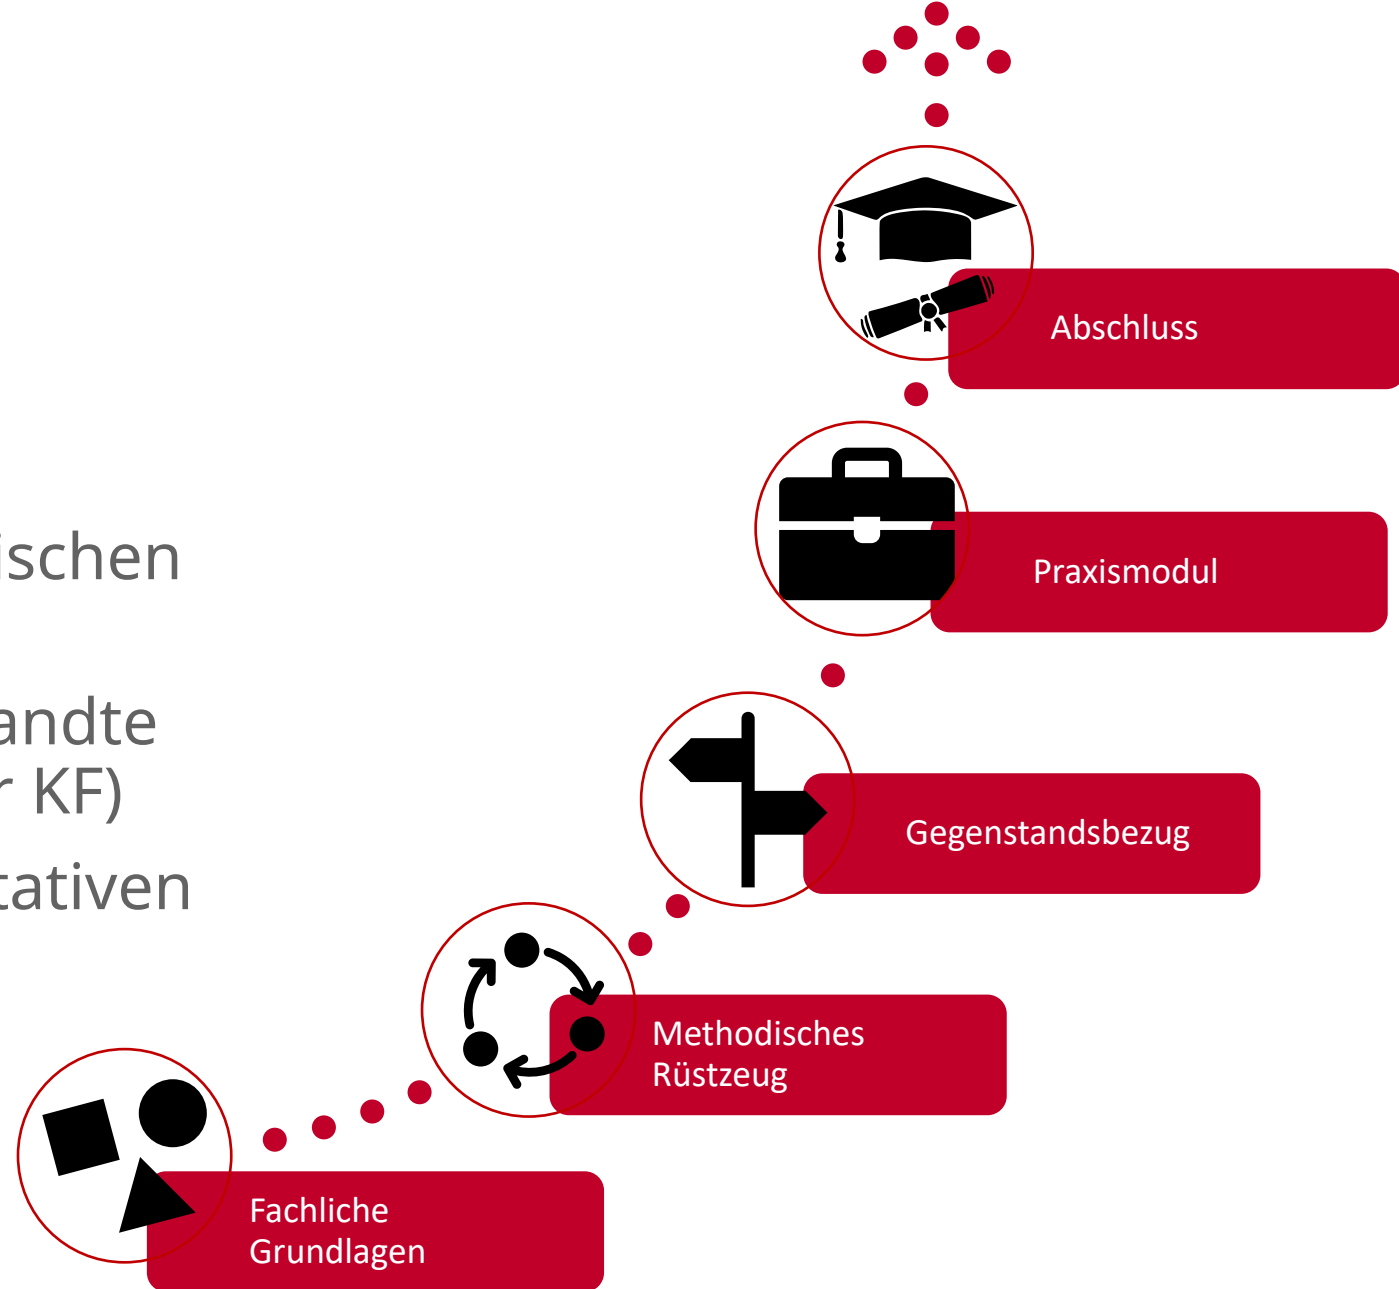 Abschluss
Praxismodul
ischen
andte
r KF)
tativen
Gegenstandsbezug
Methodisches
Rüstzeug
Fachliche
Grundlagen